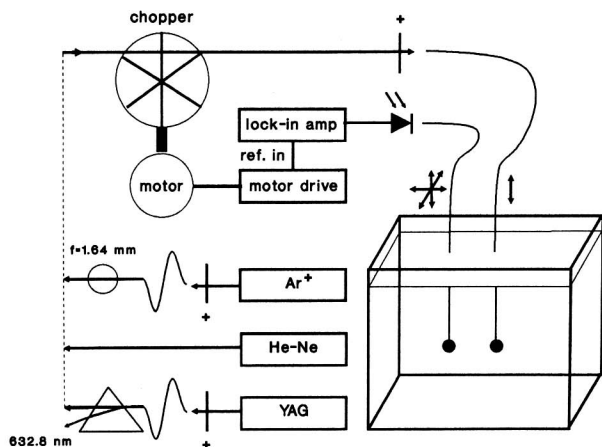 chopper
+
lock-in amp
ref. in
motor
motor drive
f=1.64 mm
Ar+
+
He-Ne
YAG
+
632.8 nm